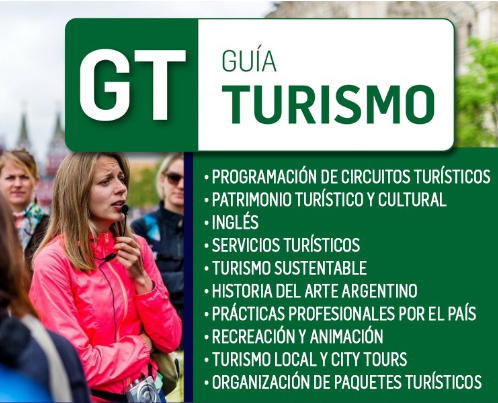 GT
GUÍA
TURISMO
• PROGRAMACIÓN DE CIRCUITOS TURÍSTICOS
• PATRIMONIO TURÍSTICO Y CULTURAL
• INGLÉS
• SERVICIOS TURÍSTICOS
• TURISMO SUSTENTABLE
• HISTORIA DEL ARTE ARGENTINO
• PRÁCTICAS PROFESIONALES POR EL PAÍS
• RECREACIÓN Y ANIMACIÓN
• TURISMO LOCAL Y CITY TOURS
• ORGANIZACIÓN DE PAQUETES TURÍSTICOS